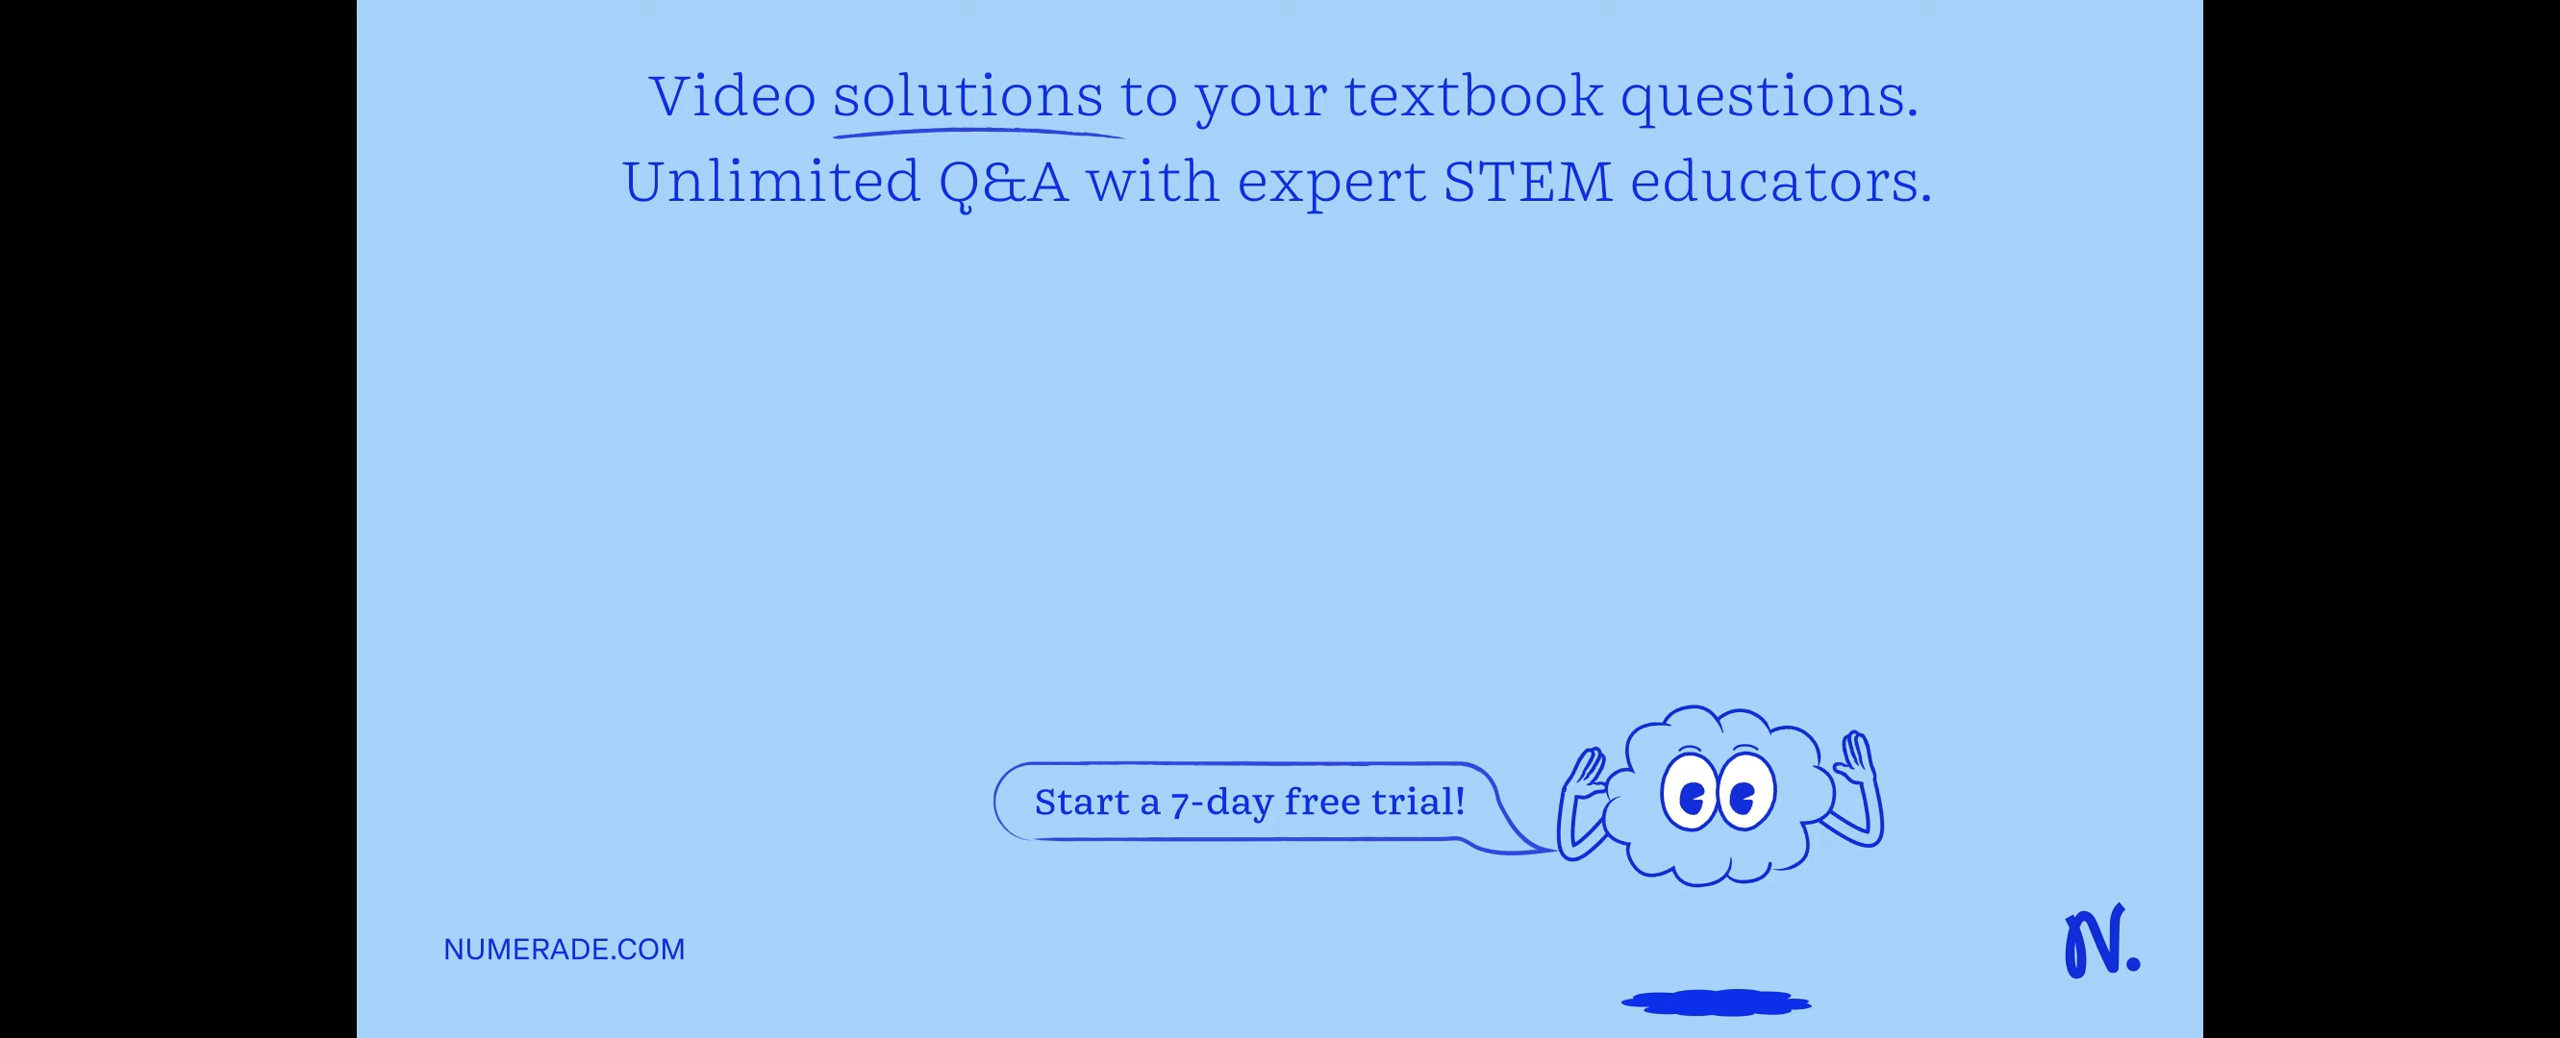 Video solutions to your textbook questions.
Unlimited Q&A with expert STEM educators.
Start a 7-day free trial!
NUMERADE.COM
N.